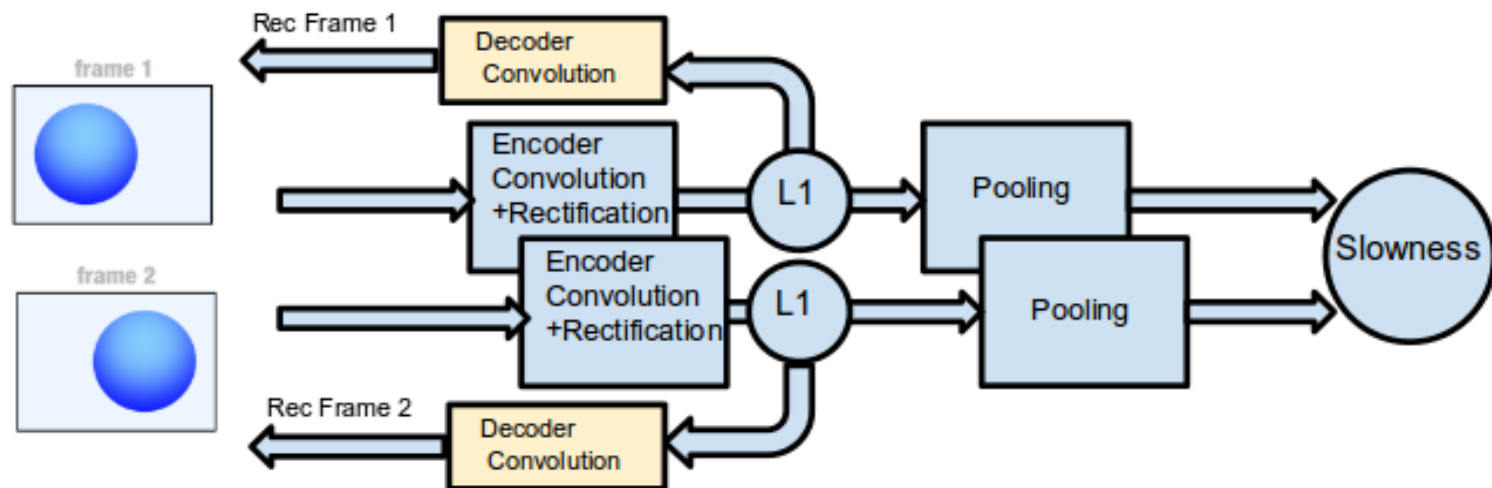 Rec Frame 1
Decoder
Convolution
frame 1
Encoder
Convolution
+Rectification
L1
Pooling
Slowness
frame 2
Encoder
Convolution
+Rectification
L1
Pooling
Rec Frame 2
Decoder
Convolution